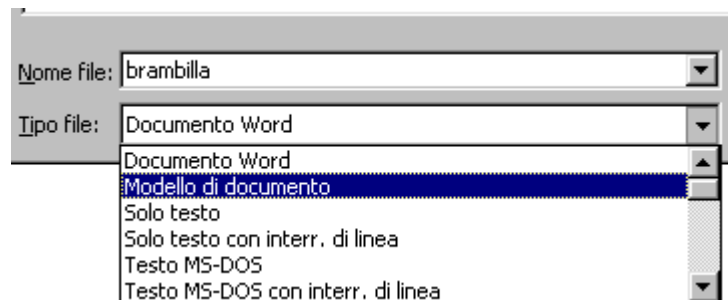 Nome file: brambilla
Tipo file: Documento Word
Documento Word
Modello di documento
Solo testo
Solo testo con interr. di linea
Testo MS-DOS
Testo MS-DOS con interr. di linea